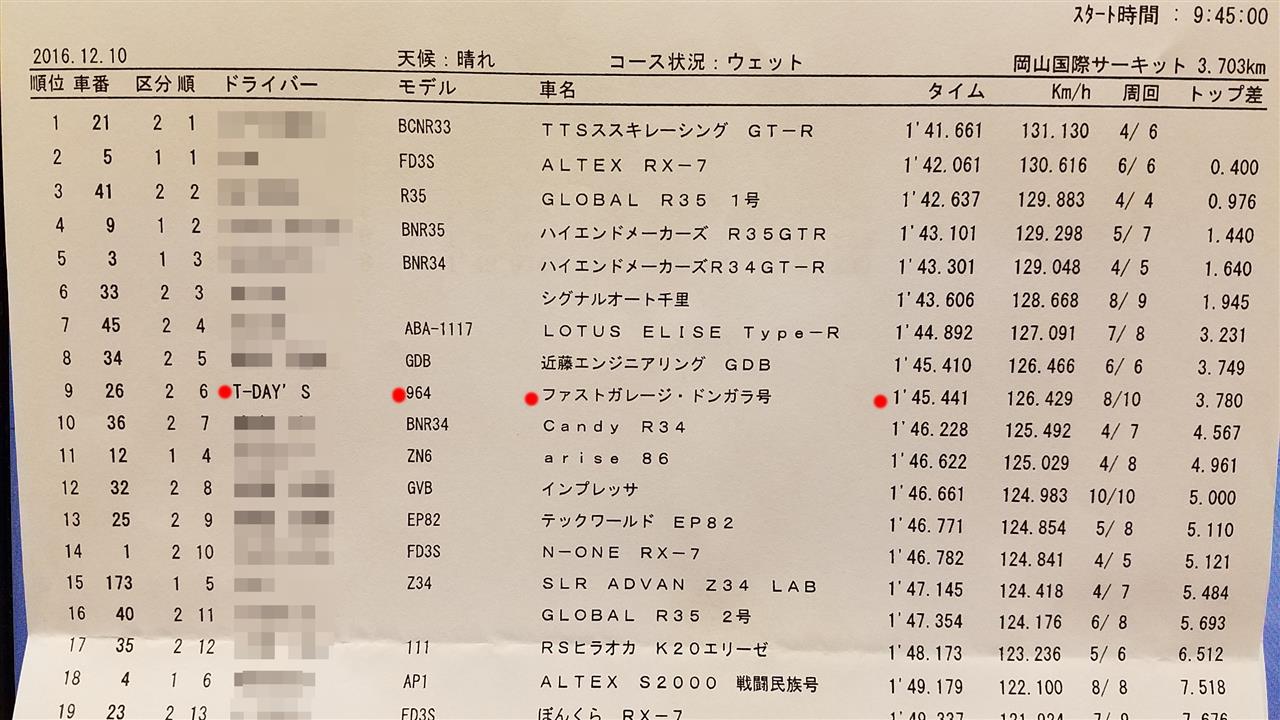 ｽﾀｰﾄ時間 : 9:45:00
2016.12.10 天候：晴れ コース状況：ウェット 岡山国際サーキット 3.703km
順位 車番 区分 順 ドライバー モデル 車名 タイム Km/h 周回 トップ差
1 21 2 1 BCNR33 ＴＴＳススキレーシング　ＧＴ－Ｒ 1'41.661 131.130 4/ 6
2 5 1 1 FD3S ＡＬＴＥＸ　ＲＸ－７ 1'42.061 130.616 6/ 6 0.400
3 41 2 2 R35 ＧＬＯＢＡＬ　Ｒ３５　１号 1'42.637 129.883 4/ 4 0.976
4 9 1 2 BNR35 ハイエンドメーカーズ　Ｒ３５ＧＴＲ 1'43.101 129.298 5/ 7 1.440
5 3 1 3 BNR34 ハイエンドメーカーズＲ３４ＧＴ－Ｒ 1'43.301 129.048 4/ 5 1.640
6 33 2 3 シグナルオート千里 1'43.606 128.668 8/ 9 1.945
7 45 2 4 ABA-1117 ＬＯＴＵＳ　ＥＬＩＳＥ　Ｔｙｐｅ－Ｒ 1'44.892 127.091 7/ 8 3.231
8 34 2 5 GDB 近藤エンジニアリング　ＧＤＢ 1'45.410 126.466 6/ 6 3.749
9 26 2 6 T-DAY'S 964 ファストガレージ・ドンガラ号 1'45.441 126.429 8/10 3.780
10 36 2 7 BNR34 Ｃａｎｄｙ　Ｒ３４ 1'46.228 125.492 4/ 7 4.567
11 12 1 4 ZN6 ａｒｉｓｅ　８６ 1'46.622 125.029 4/ 8 4.961
12 32 2 8 GVB インプレッサ 1'46.661 124.983 10/10 5.000
13 25 2 9 EP82 テックワールド　ＥＰ８２ 1'46.771 124.854 5/ 8 5.110
14 1 2 10 FD3S Ｎ－ＯＮＥ　ＲＸ－７ 1'46.782 124.841 4/ 5 5.121
15 173 1 5 Z34 ＳＬＲ　ＡＤＶＡＮ　Ｚ３４　ＬＡＢ 1'47.145 124.418 4/ 7 5.484
16 40 2 11 ＧＬＯＢＡＬ　Ｒ３５　２号 1'47.354 124.176 6/ 8 5.693
17 35 2 12 111 ＲＳヒラオカ　Ｋ２０エリーゼ 1'48.173 123.236 5/ 6 6.512
18 4 1 6 AP1 ＡＬＴＥＸ　Ｓ２０００　戦闘民族号 1'49.179 122.100 8/ 8 7.518
19 23 2 13 FD3S ぼんくら　ＲＸ－７